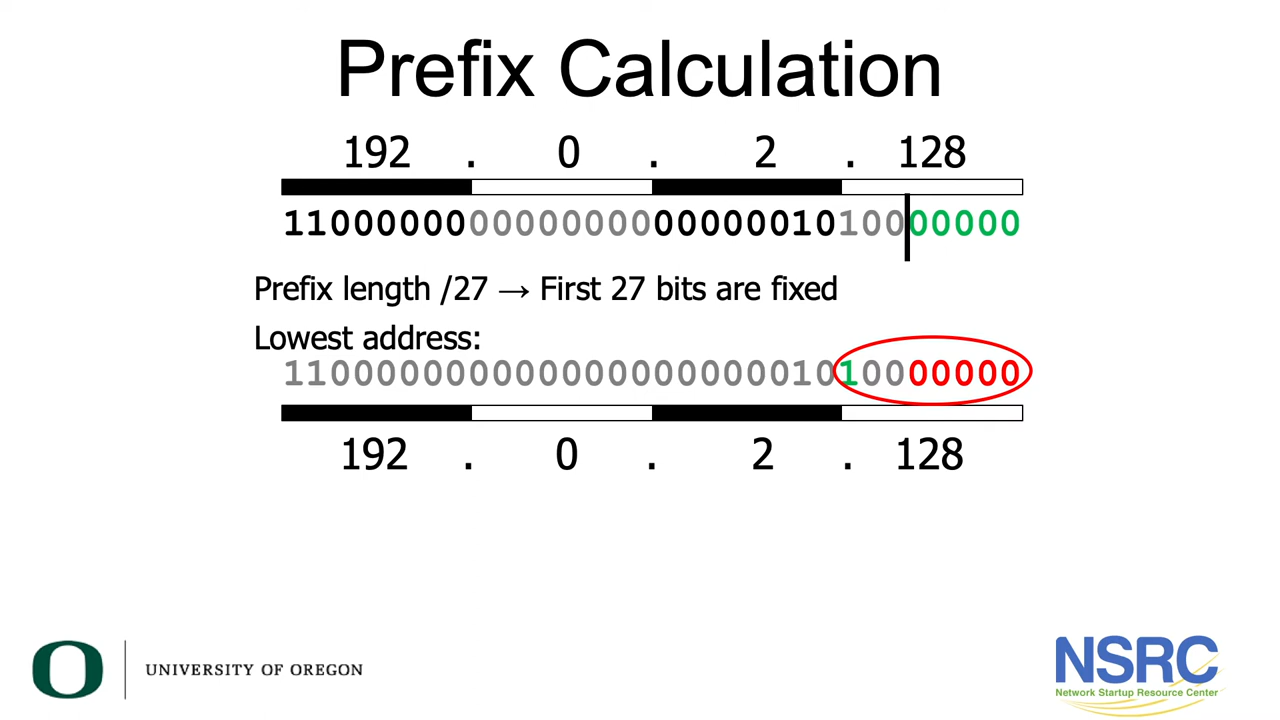 Prefix Calculation
192 . 0 . 2 . 128
11000000000000000000001010000000
Prefix length /27 → First 27 bits are fixed
Lowest address:
11000000000000000000001010000000
192 . 0 . 2 . 128
O
UNIVERSITY OF OREGON
NSRC
Network Startup Resource Center